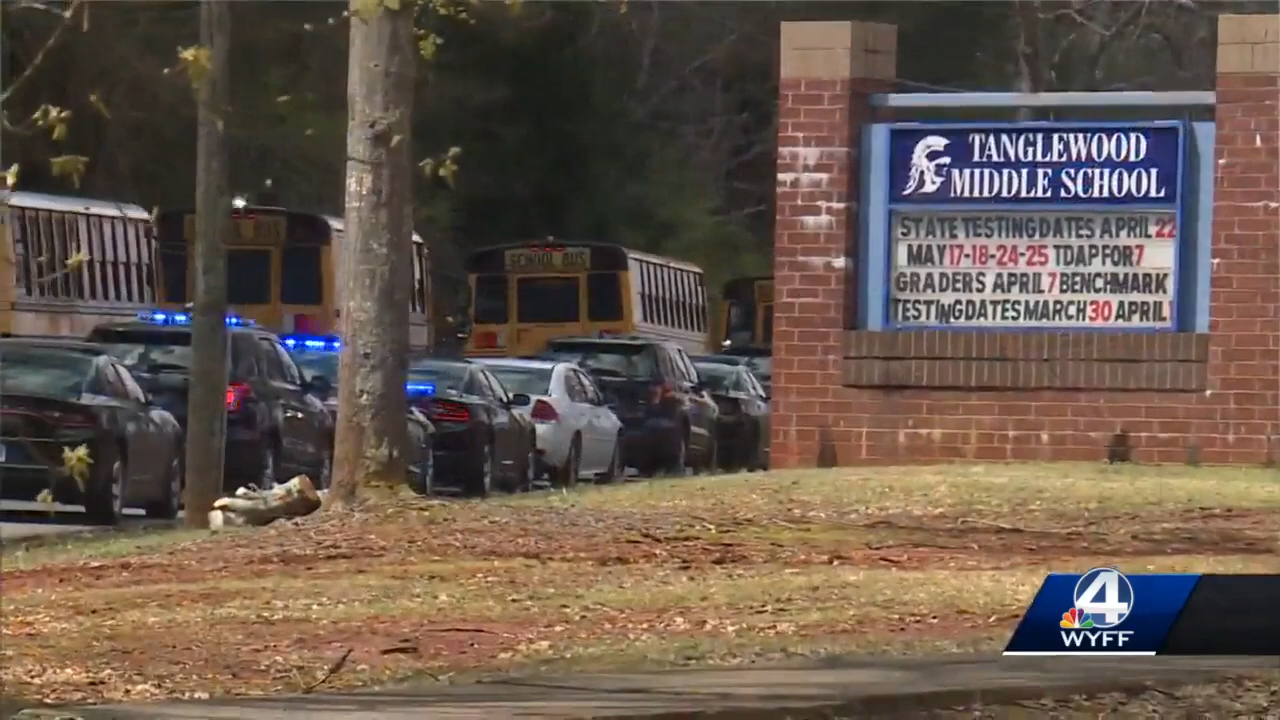 SCHOOL BUS
TANGLEWOOD
MIDDLE SCHOOL
STATE TESTING DATES APRIL 22
MAY 17-18-24-25 TDAP FOR 7
GRADERS APRIL 7 BENCHMARK
TESTING DATES MARCH 30 APRIL
4
WYFF